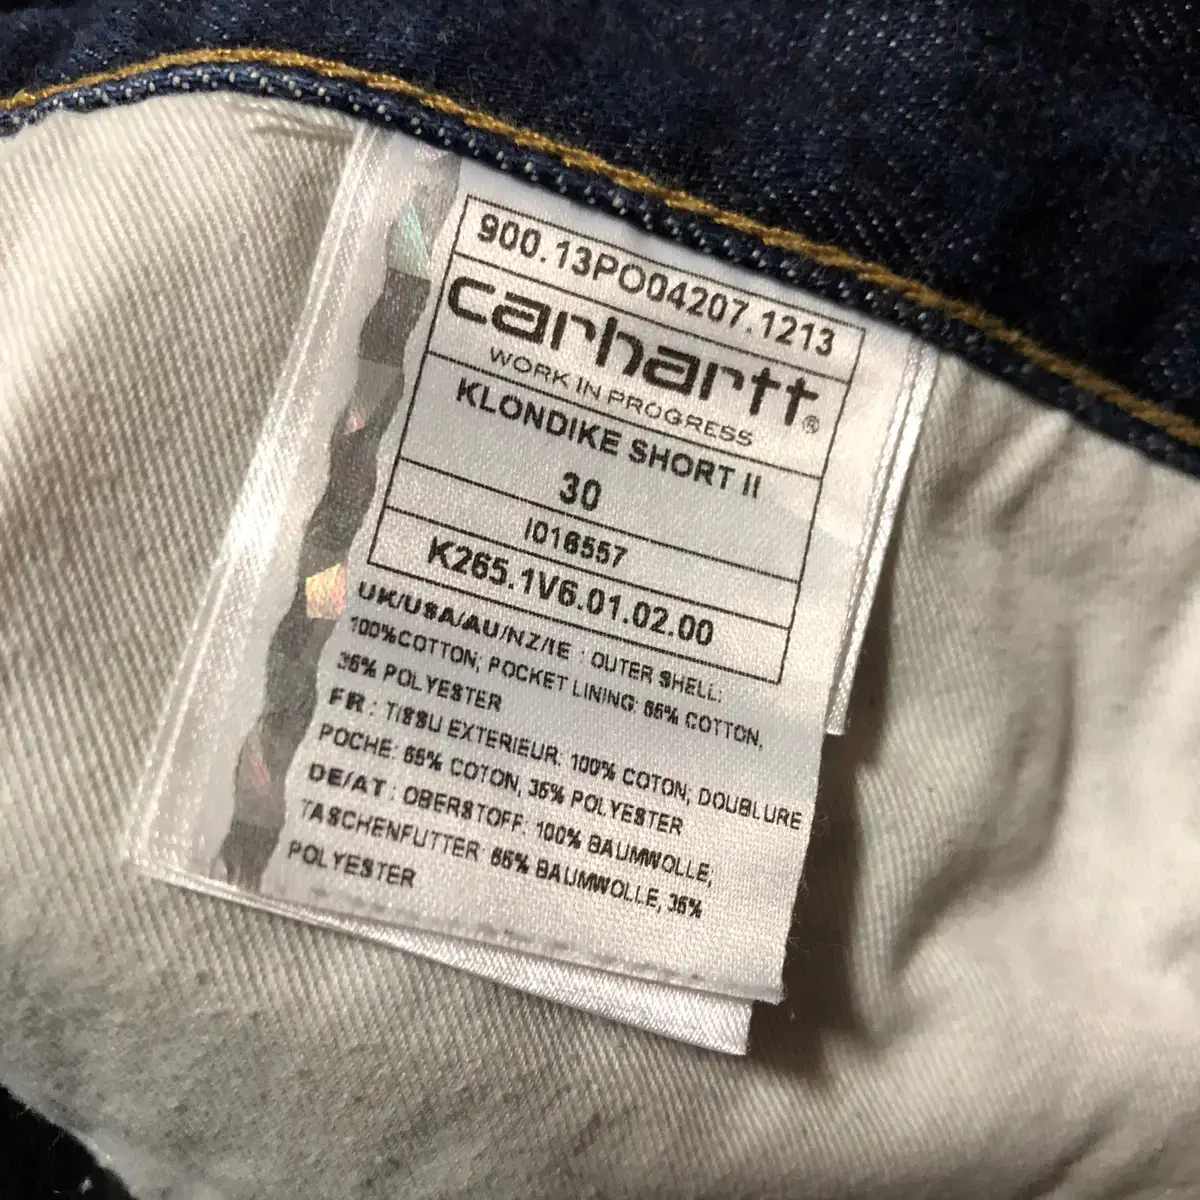 900.13PO04207.1213
carhartt®
WORK IN PROGRESS
KLONDIKE SHORT II
30
I016557
K265.1V6.01.02.00
UK/USA/AU/NZ/IE : OUTER SHELL:
100%COTTON; POCKET LINING: 65% COTTON,
35% POLYESTER
FR : TISSU EXTERIEUR: 100% COTON; DOUBLURE
POCHE: 65% COTON, 35% POLYESTER
DE/AT : OBERSTOFF: 100% BAUMWOLLE,
TASCHENFUTTER: 65% BAUMWOLLE, 35%
POLYESTER